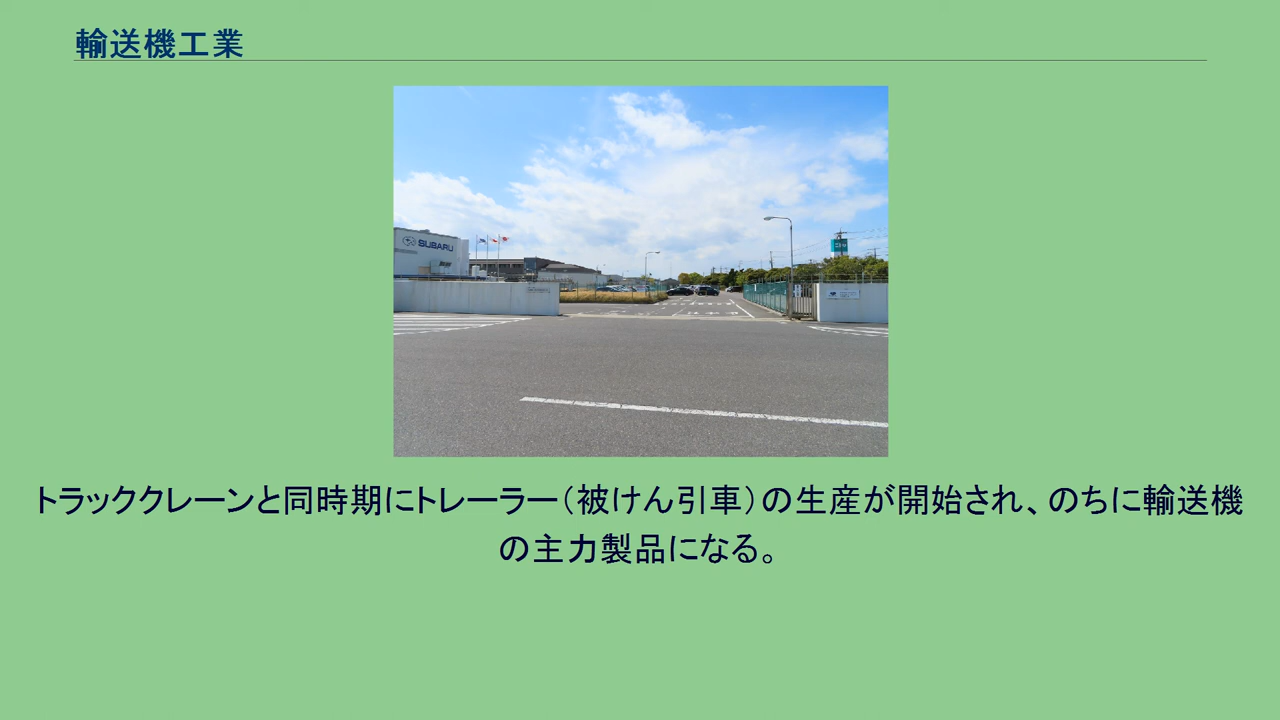 輸送機工業
SUBARU
トラッククレーンと同時期にトレーラー（被けん引車）の生産が開始され、のちに輸送機
の主力製品になる。